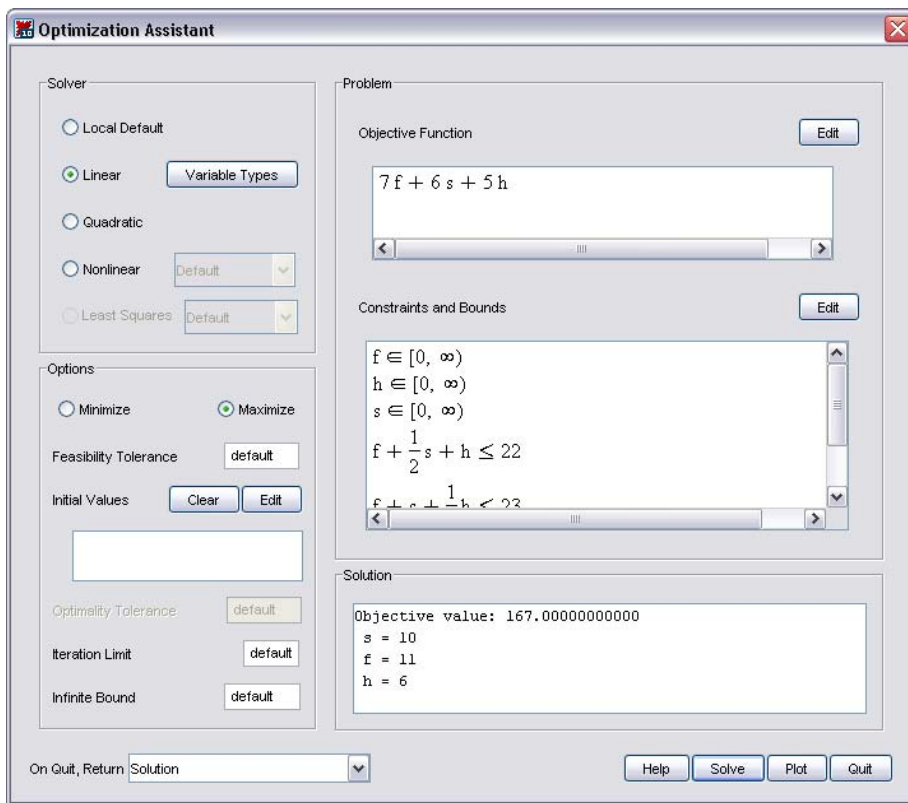 Optimization Assistant
Solver
Local Default
Linear
Variable Types
Quadratic
Nonlinear
Default
Least Squares
Default
Options
Minimize
Maximize
Feasibility Tolerance
default
Initial Values
Clear
Edit
Optimality Tolerance
default
Iteration Limit
default
Infinite Bound
default
Problem
Objective Function
Edit
7 f + 6 s + 5 h
Constraints and Bounds
Edit
f ∈ [0, ∞)
h ∈ [0, ∞)
s ∈ [0, ∞)
f + 1/2 s + h ≤ 22
Solution
Objective value: 167.00000000000
s = 10
f = 11
h = 6
On Quit, Return Solution
Help
Solve
Plot
Quit